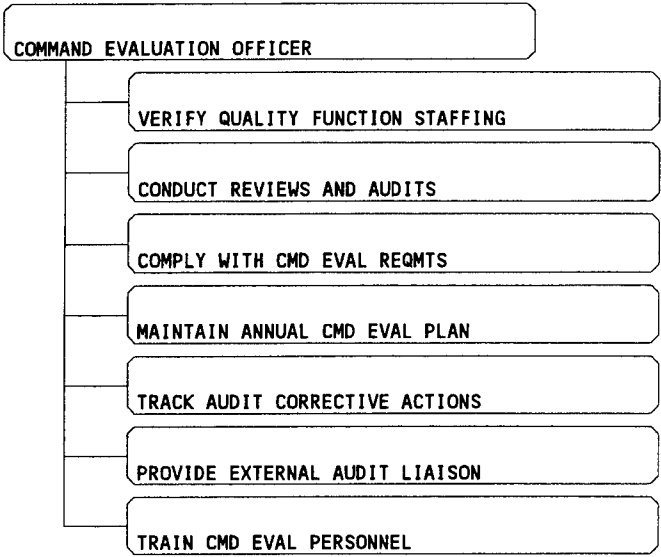 COMMAND EVALUATION OFFICER
VERIFY QUALITY FUNCTION STAFFING
CONDUCT REVIEWS AND AUDITS
COMPLY WITH CMD EVAL REQMTS
MAINTAIN ANNUAL CMD EVAL PLAN
TRACK AUDIT CORRECTIVE ACTIONS
PROVIDE EXTERNAL AUDIT LIAISON
TRAIN CMD EVAL PERSONNEL